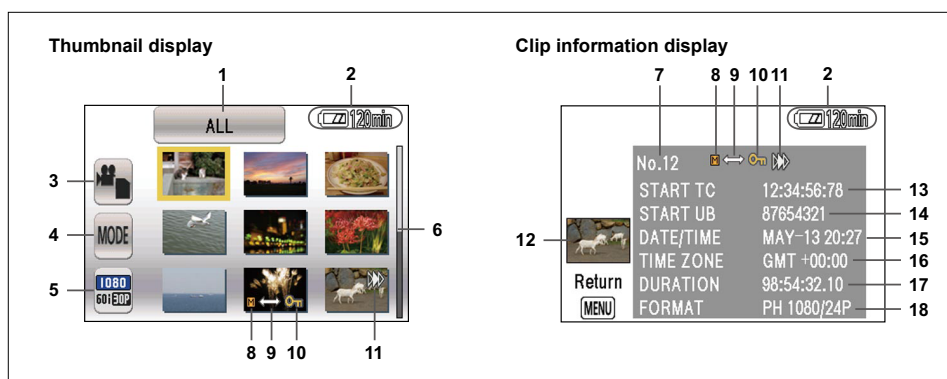 Thumbnail display
1
2
ALL
120min
3
4
MODE
5
1080
60i 30P
6
M
8
9
10
11
Clip information display
7
8
9
10
11
2
120min
No.12
M
START TC 12:34:56:78
13
START UB 87654321
14
DATE/TIME MAY-13 20:27
15
TIME ZONE GMT +00:00
16
DURATION 98:54:32.10
17
FORMAT PH 1080/24P
18
12
Return
MENU